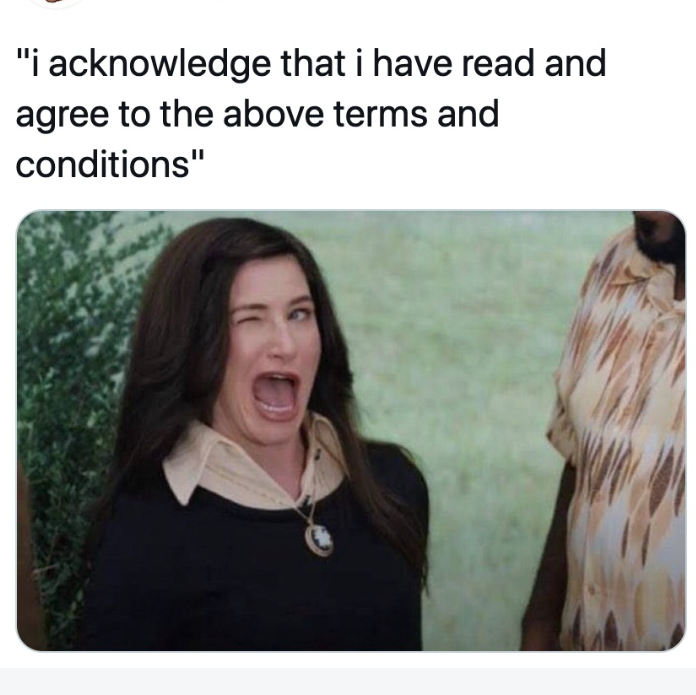 "i acknowledge that i have read and
agree to the above terms and
conditions"